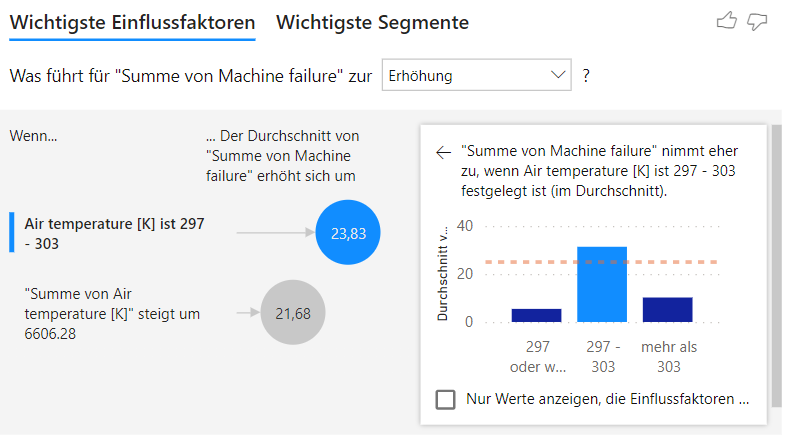 Wichtigste Einflussfaktoren Wichtigste Segmente
Was führt für "Summe von Machine failure" zur Erhöhung ?
Wenn...
... Der Durchschnitt von
"Summe von Machine
failure" erhöht sich um
Air temperature [K] ist 297
- 303
23,83
"Summe von Air
temperature [K]" steigt um
6606.28
21,68
"Summe von Machine failure" nimmt eher
zu, wenn Air temperature [K] ist 297 - 303
festgelegt ist (im Durchschnitt).
Durchschnitt v...
40
20
0
297
oder w...
297 -
303
mehr als
303
Nur Werte anzeigen, die Einflussfaktoren ...